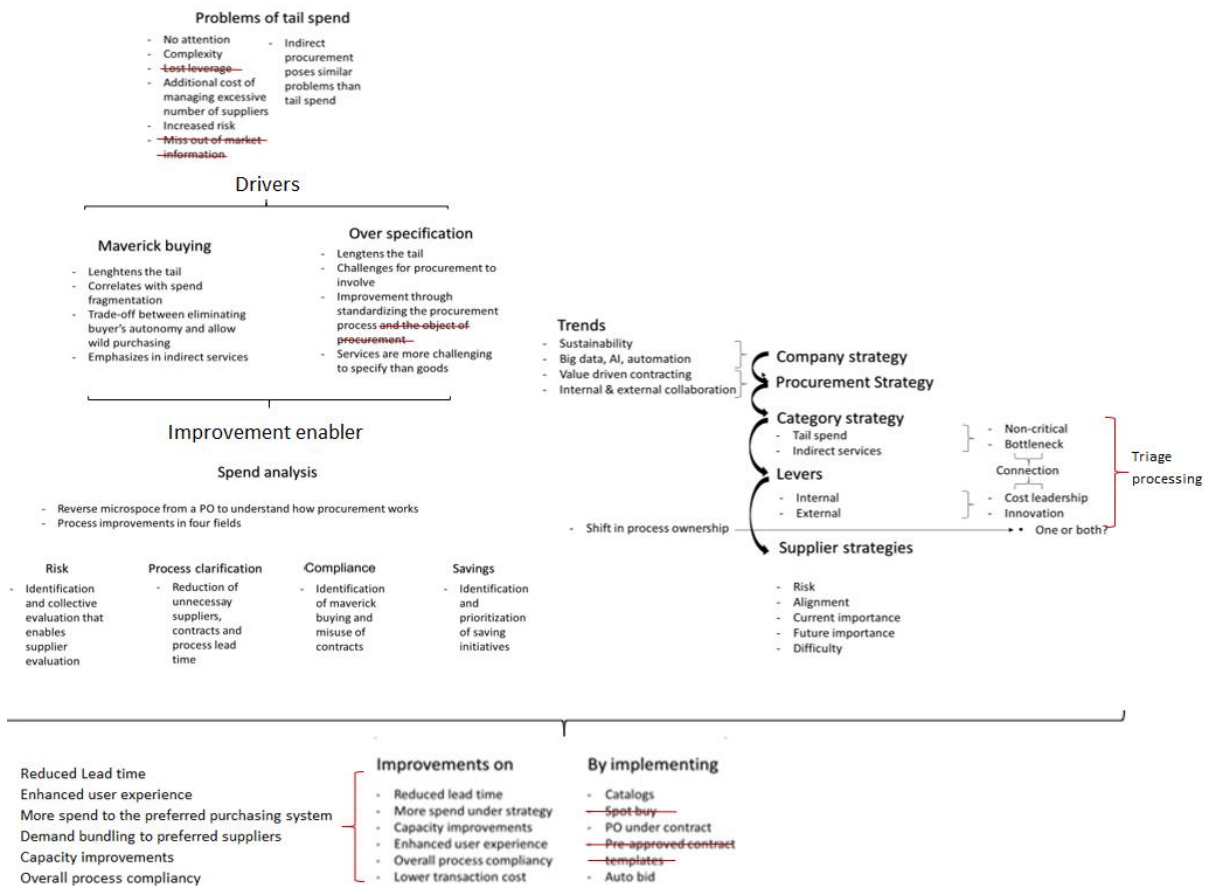 Problems of tail spend
- No attention
- Complexity
- Lost leverage
- Additional cost of
managing excessive
number of suppliers
- Increased risk
- Miss out of market
information
- Indirect
procurement
poses similar
problems than
tail spend
Drivers
Maverick buying
- Lenghtens the tail
- Correlates with spend
fragmentation
- Trade-off between eliminating
buyer's autonomy and allow
wild purchasing
- Emphasizes in indirect services
Over specification
- Lengtens the tail
- Challenges for procurement to
involve
- Improvement through
standardizing the procurement
process and the object of
procurement
- Services are more challenging
to specify than goods
Improvement enabler
Spend analysis
- Reverse microspoce from a PO to understand how procurement works
- Process improvements in four fields
Risk
- Identification
and collective
evaluation that
enables
supplier
evaluation
Process clarification
- Reduction of
unnecessay
suppliers,
contracts and
process lead
time
Compliance
- Identification
of maverick
buying and
misuse of
contracts
Savings
- Identification
and
prioritization
of saving
initiatives
Trends
- Sustainability
- Big data, AI, automation
- Value driven contracting
- Internal & external collaboration
Company strategy
Procurement Strategy
Category strategy
- Tail spend
- Indirect services
- Non-critical
- Bottleneck
Connection
Levers
- Internal
- External
- Cost leadership
- Innovation
- Shift in process ownership
• One or both?
Triage
processing
Supplier strategies
- Risk
- Alignment
- Current importance
- Future importance
- Difficulty
Reduced Lead time
Enhanced user experience
More spend to the preferred purchasing system
Demand bundling to preferred suppliers
Capacity improvements
Overall process compliancy
Improvements on
- Reduced lead time
- More spend under strategy
- Capacity improvements
- Enhanced user experience
- Overall process compliancy
- Lower transaction cost
By implementing
- Catalogs
- Spot buy
- PO under contract
- Pre-approved contract
templates
- Auto bid